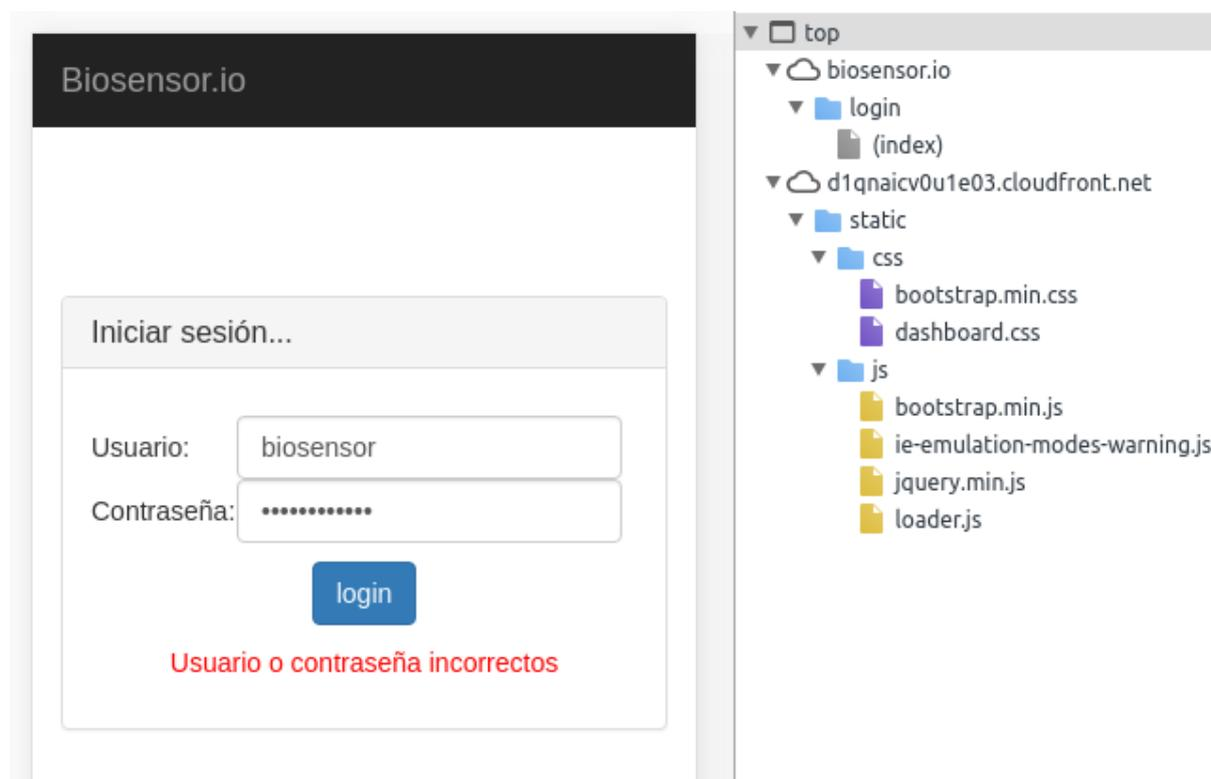 Biosensor.io
Iniciar sesión...
Usuario: biosensor
Contraseña: ••••••••••••
login
Usuario o contraseña incorrectos
top
biosensor.io
login
(index)
d1qnaicv0u1e03.cloudfront.net
static
css
bootstrap.min.css
dashboard.css
js
bootstrap.min.js
ie-emulation-modes-warning.js
jquery.min.js
loader.js